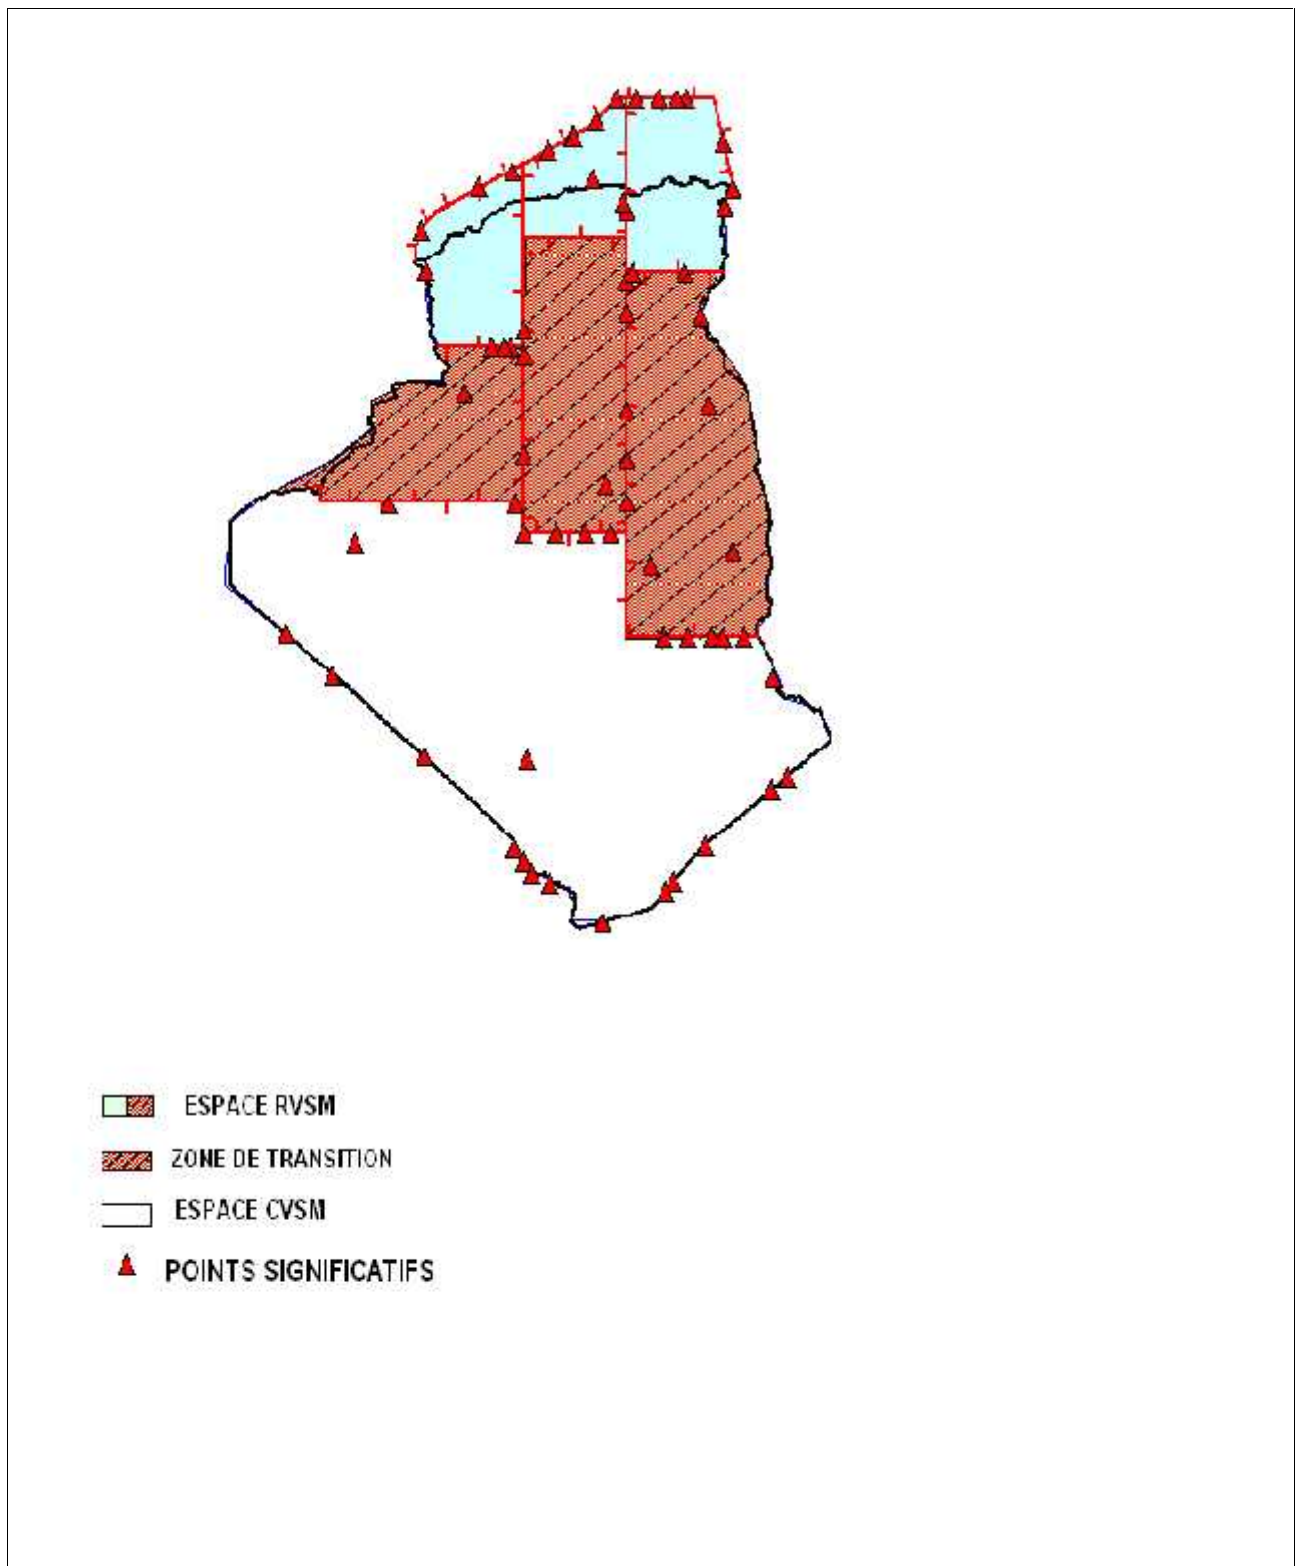 ESPACE RVSM
ZONE DE TRANSITION
ESPACE CVSM
POINTS SIGNIFICATIFS